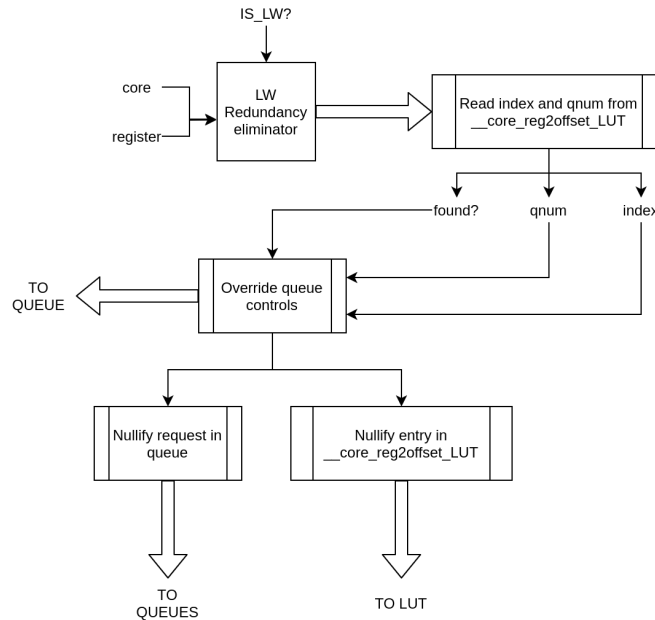 IS_LW?
core
register
LW
Redundancy
eliminator
Read index and qnum from
__core_reg2offset_LUT
found?
qnum
index
TO
QUEUE
Override queue
controls
Nullify request in
queue
Nullify entry in
__core_reg2offset_LUT
TO
QUEUES
TO LUT